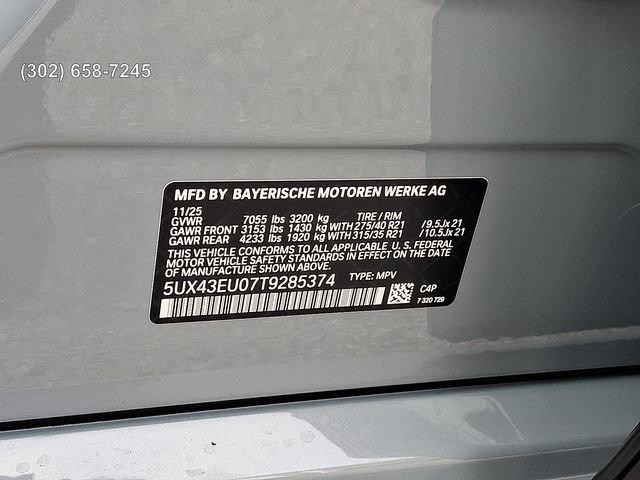 (302) 658-7245
MFD BY BAYERISCHE MOTOREN WERKE AG
11/25
GVWR 7055 lbs 3200 kg TIRE / RIM
GAWR FRONT 3153 lbs 1430 kg WITH 275/40 R21 / 9.5Jx21
GAWR REAR 4233 lbs 1920 kg WITH 315/35 R21 / 10.5Jx21
THIS VEHICLE CONFORMS TO ALL APPLICABLE U. S. FEDERAL
MOTOR VEHICLE SAFETY STANDARDS IN EFFECT ON THE DATE
OF MANUFACTURE SHOWN ABOVE.
5UX43EU07T9285374 TYPE: MPV
C4P
7 320 729